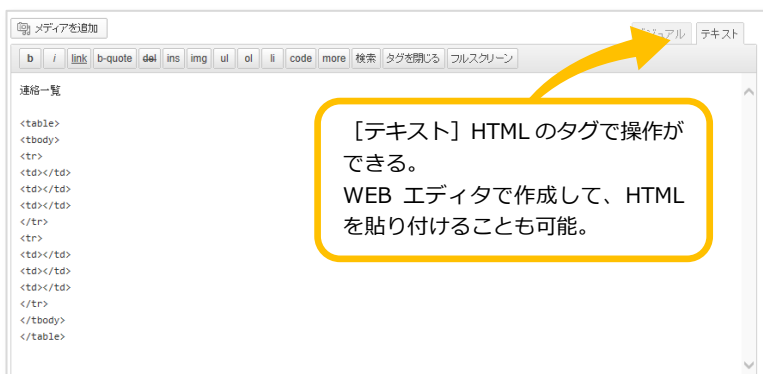 メディアを追加
ビジュアル テキスト
b i link b-quote del ins img ul ol li code more 検索 タグを閉じる フルスクリーン
連絡一覧
<table>
<tbody>
<tr>
<td></td>
<td></td>
<td></td>
</tr>
<tr>
<td></td>
<td></td>
<td></td>
</tr>
</tbody>
</table>
［テキスト］HTML のタグで操作が
できる。
WEB エディタで作成して、HTML
を貼り付けることも可能。